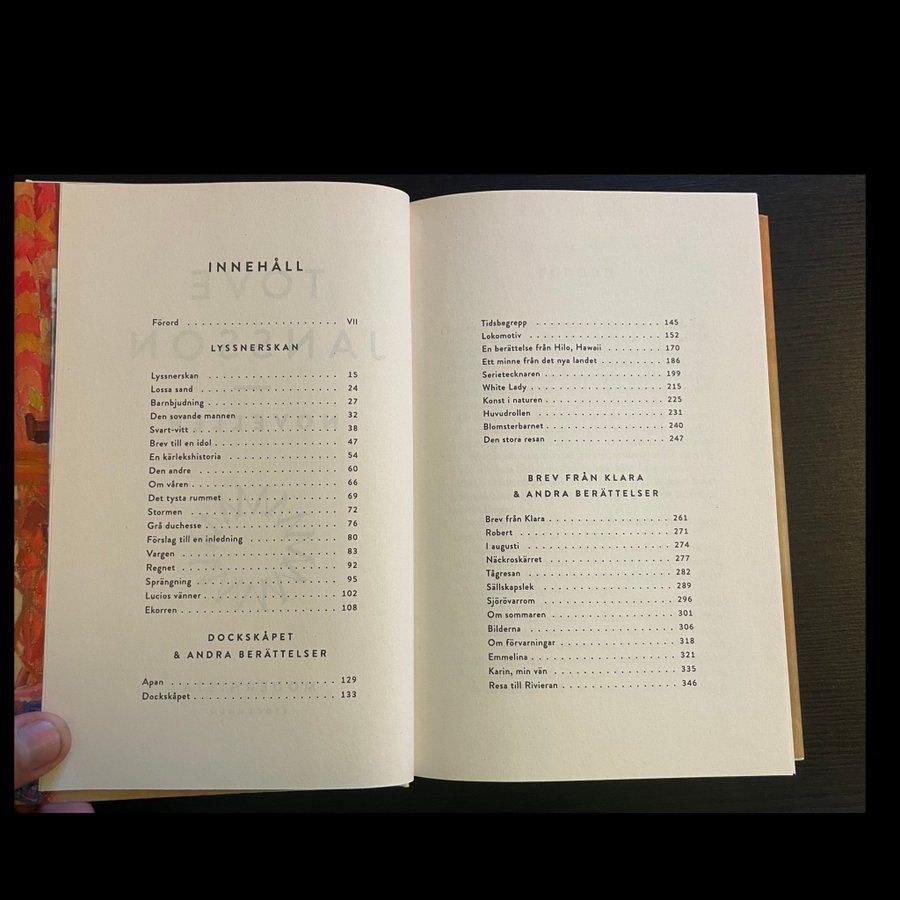 INNEHÅLL
Förord . . . . . . . . . . . . . . . . . . . . . VII
LYSSNERSKAN
Lyssnerskan . . . . . . . . . . . . . . . . . . 15
Lossa sand . . . . . . . . . . . . . . . . . . . 24
Barnbjudning . . . . . . . . . . . . . . . . . 27
Den sovande mannen . . . . . . . . . . . . 32
Svart-vitt . . . . . . . . . . . . . . . . . . . . 38
Brev till en idol . . . . . . . . . . . . . . . . 47
En kärlekshistoria . . . . . . . . . . . . . . 54
Den andre . . . . . . . . . . . . . . . . . . . 60
Om våren . . . . . . . . . . . . . . . . . . . . 66
Det tysta rummet . . . . . . . . . . . . . . 69
Stormen . . . . . . . . . . . . . . . . . . . . 72
Grå duchesse . . . . . . . . . . . . . . . . . 76
Förslag till en inledning . . . . . . . . . . 80
Vargen . . . . . . . . . . . . . . . . . . . . . 83
Regnet . . . . . . . . . . . . . . . . . . . . . 92
Sprängning . . . . . . . . . . . . . . . . . . 95
Lucios vänner . . . . . . . . . . . . . . . . . 102
Ekorren . . . . . . . . . . . . . . . . . . . . . 108
DOCKSKÅPET
& ANDRA BERÄTTELSER
Apan . . . . . . . . . . . . . . . . . . . . . . 129
Dockskåpet . . . . . . . . . . . . . . . . . . 133
Tidsbegrepp . . . . . . . . . . . . . . . . . . 145
Lokomotiv . . . . . . . . . . . . . . . . . . . 152
En berättelse från Hilo, Hawaii . . . . . . . 170
Ett minne från det nya landet . . . . . . . . 186
Serietecknaren . . . . . . . . . . . . . . . . 199
White Lady . . . . . . . . . . . . . . . . . . . 215
Konst i naturen . . . . . . . . . . . . . . . . 225
Huvudrollen . . . . . . . . . . . . . . . . . . 231
Blomsterbarnet . . . . . . . . . . . . . . . . 240
Den stora resan . . . . . . . . . . . . . . . 247
BREV FRÅN KLARA
& ANDRA BERÄTTELSER
Brev från Klara . . . . . . . . . . . . . . . . 261
Robert . . . . . . . . . . . . . . . . . . . . . 271
I augusti . . . . . . . . . . . . . . . . . . . . 274
Näckroskärret . . . . . . . . . . . . . . . . . 277
Tågresan . . . . . . . . . . . . . . . . . . . . 282
Sällskapslek . . . . . . . . . . . . . . . . . . 289
Sjörövarrom . . . . . . . . . . . . . . . . . . 296
Om sommaren . . . . . . . . . . . . . . . . . 301
Bilderna . . . . . . . . . . . . . . . . . . . . 306
Om förvarningar . . . . . . . . . . . . . . . . 318
Emmelina . . . . . . . . . . . . . . . . . . . . 321
Karin, min vän . . . . . . . . . . . . . . . . . 335
Resa till Rivieran . . . . . . . . . . . . . . . 346